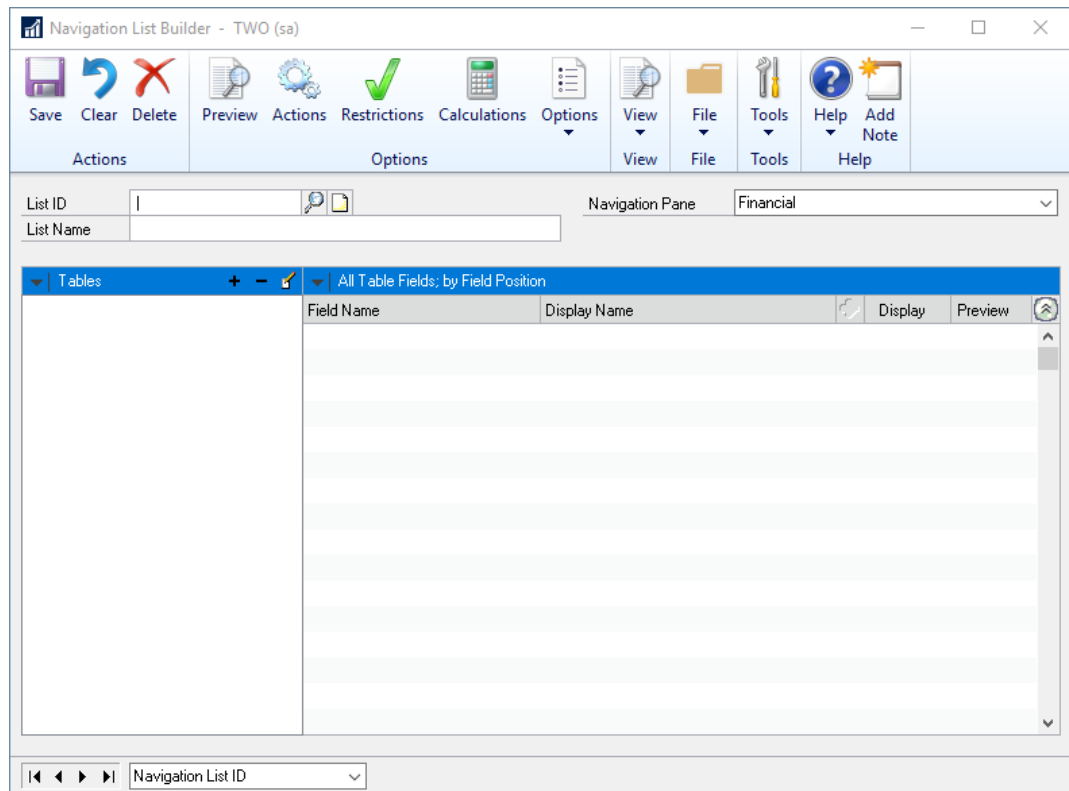 Navigation List Builder - TWO (sa)
Save Clear Delete Preview Actions Restrictions Calculations Options View File Tools Help Add Note
Actions Options View File Tools Help
List ID Navigation Pane Financial
List Name
Tables All Table Fields; by Field Position
Field Name Display Name Display Preview
Navigation List ID